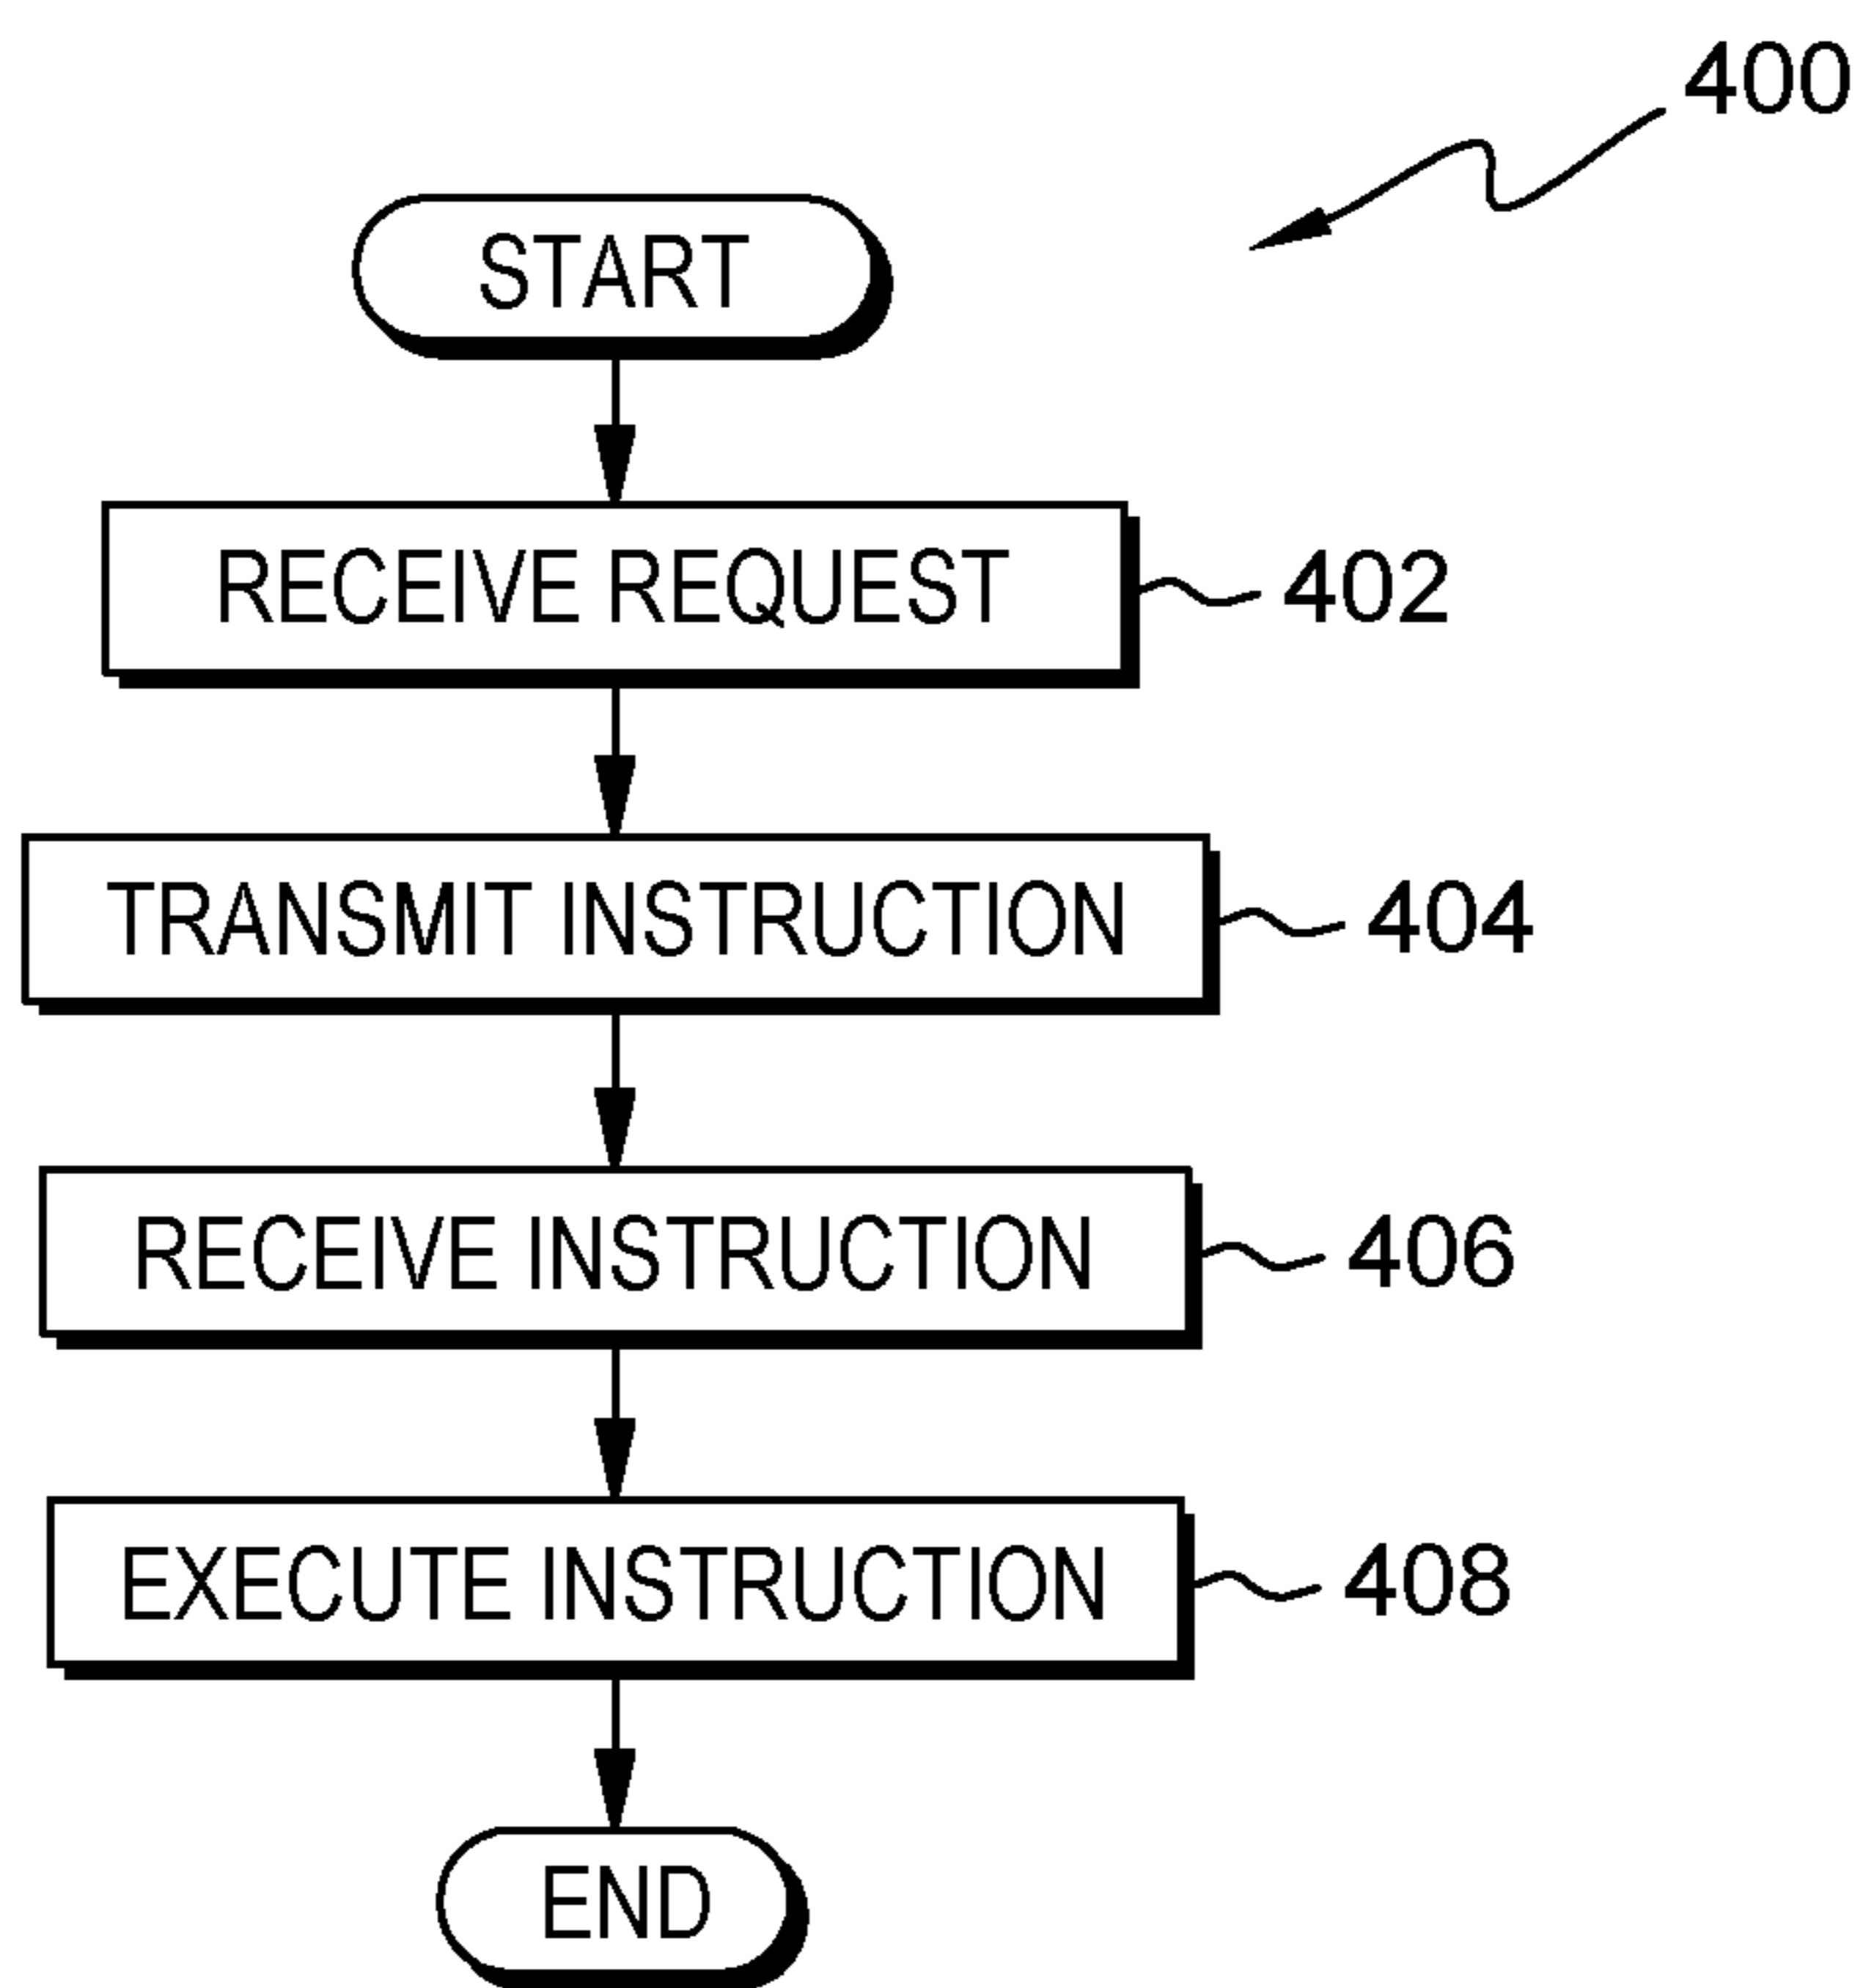 400
START
RECEIVE REQUEST 402
TRANSMIT INSTRUCTION 404
RECEIVE INSTRUCTION 406
EXECUTE INSTRUCTION 408
END